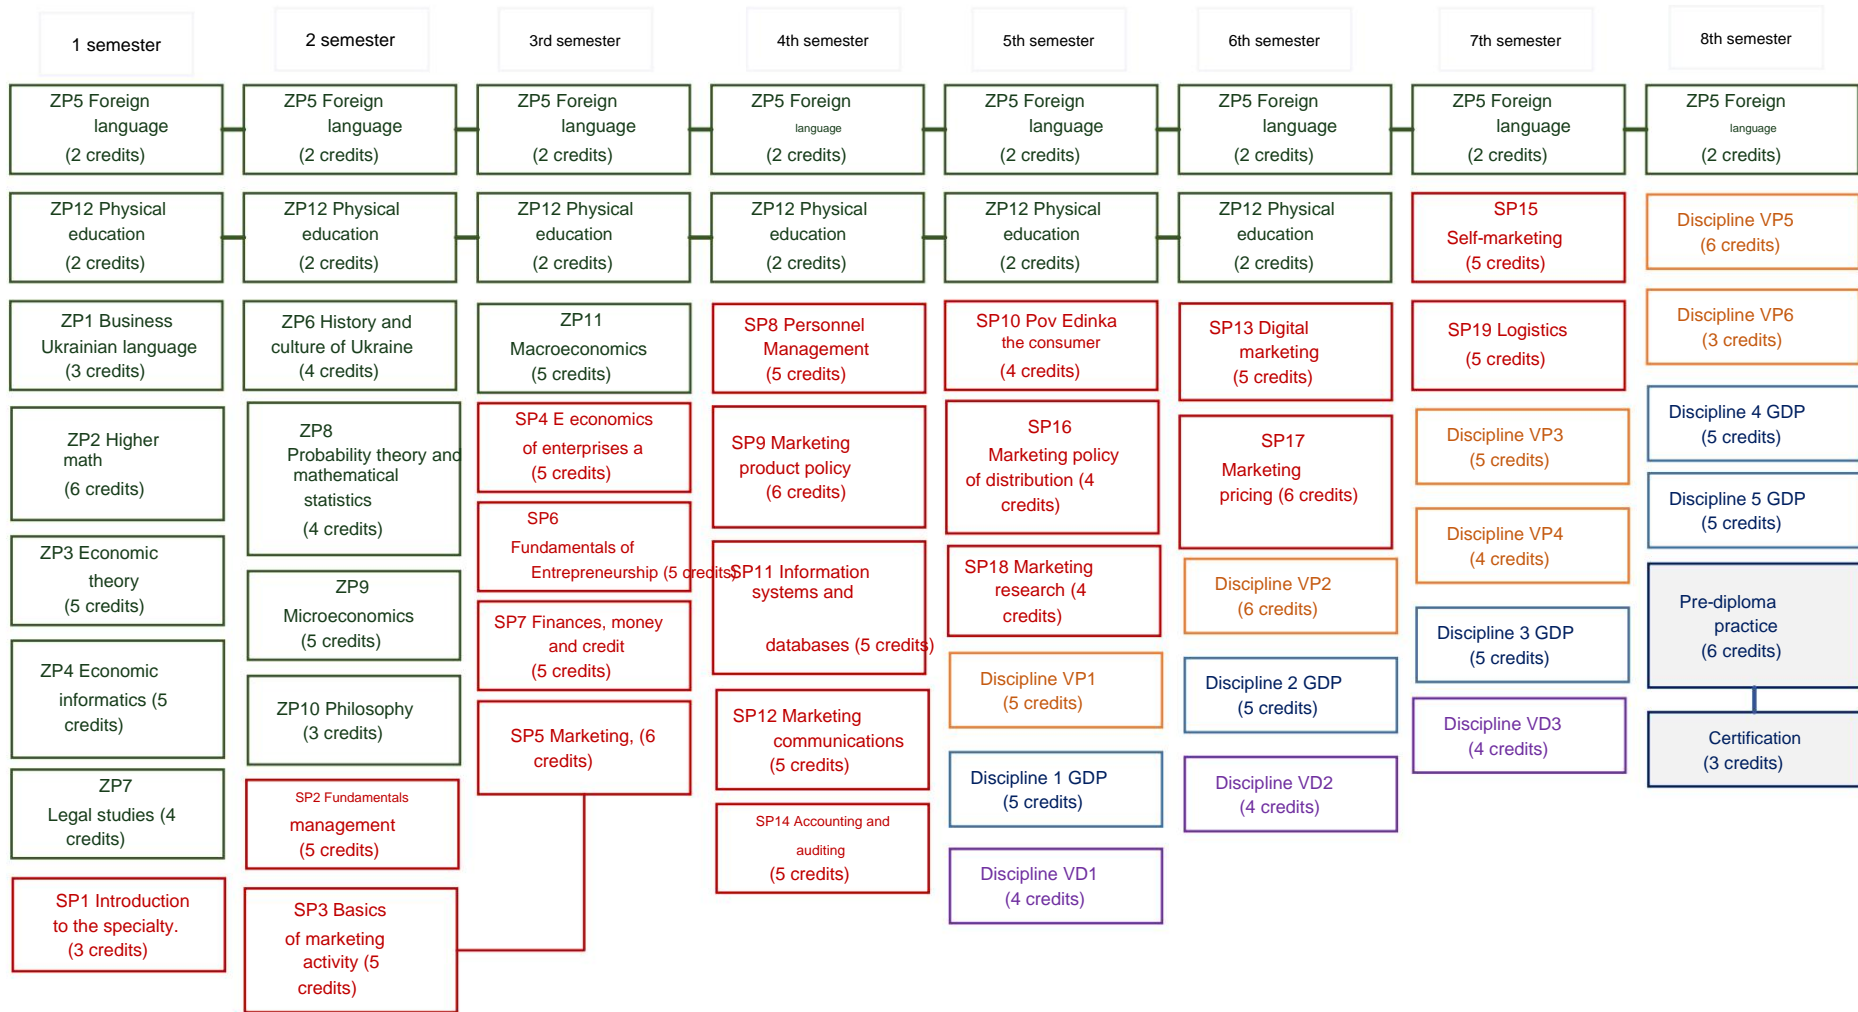 1 semester
2 semester
3rd semester
4th semester
5th semester
6th semester
7th semester
8th semester
ZP5 Foreign
language
(2 credits)
ZP5 Foreign
language
(2 credits)
ZP5 Foreign
language
(2 credits)
ZP5 Foreign
language
(2 credits)
ZP5 Foreign
language
(2 credits)
ZP5 Foreign
language
(2 credits)
ZP5 Foreign
language
(2 credits)
ZP5 Foreign
language
(2 credits)
ZP12 Physical
education
(2 credits)
ZP12 Physical
education
(2 credits)
ZP12 Physical
education
(2 credits)
ZP12 Physical
education
(2 credits)
ZP12 Physical
education
(2 credits)
ZP12 Physical
education
(2 credits)
SP15
Self-marketing
(5 credits)
Discipline VP5
(6 credits)
ZP1 Business
Ukrainian language
(3 credits)
ZP6 History and
culture of Ukraine
(4 credits)
ZP11
Macroeconomics
(5 credits)
SP8 Personnel
Management
(5 credits)
SP10 Pov Edinka
the consumer
(4 credits)
SP13 Digital
marketing
(5 credits)
SP19 Logistics
(5 credits)
Discipline VP6
(3 credits)
ZP2 Higher
math
(6 credits)
ZP8
Probability theory and
mathematical
statistics
(4 credits)
SP4 E economics
of enterprises a
(5 credits)
SP9 Marketing
product policy
(6 credits)
SP16
Marketing policy
of distribution (4
credits)
SP17
Marketing
pricing (6 credits)
Discipline VP3
(5 credits)
Discipline 4 GDP
(5 credits)
ZP3 Economic
theory
(5 credits)
ZP9
Microeconomics
(5 credits)
SP6
Fundamentals of
Entrepreneurship (5 credits)
SP11 Information
systems and
databases (5 credits)
SP18 Marketing
research (4
credits)
Discipline VP2
(6 credits)
Discipline VP4
(4 credits)
Discipline 5 GDP
(5 credits)
ZP4 Economic
informatics (5
credits)
ZP10 Philosophy
(3 credits)
SP7 Finances, money
and credit
(5 credits)
SP12 Marketing
communications
(5 credits)
Discipline VP1
(5 credits)
Discipline 2 GDP
(5 credits)
Discipline 3 GDP
(5 credits)
Pre-diploma
practice
(6 credits)
ZP7
Legal studies (4
credits)
SP2 Fundamentals
management
(5 credits)
SP5 Marketing, (6
credits)
SP14 Accounting and
auditing
(5 credits)
Discipline 1 GDP
(5 credits)
Discipline VD2
(4 credits)
Discipline VD3
(4 credits)
Certification
(3 credits)
SP1 Introduction
to the specialty.
(3 credits)
SP3 Basics
of marketing
activity (5
credits)
Discipline VD1
(4 credits)